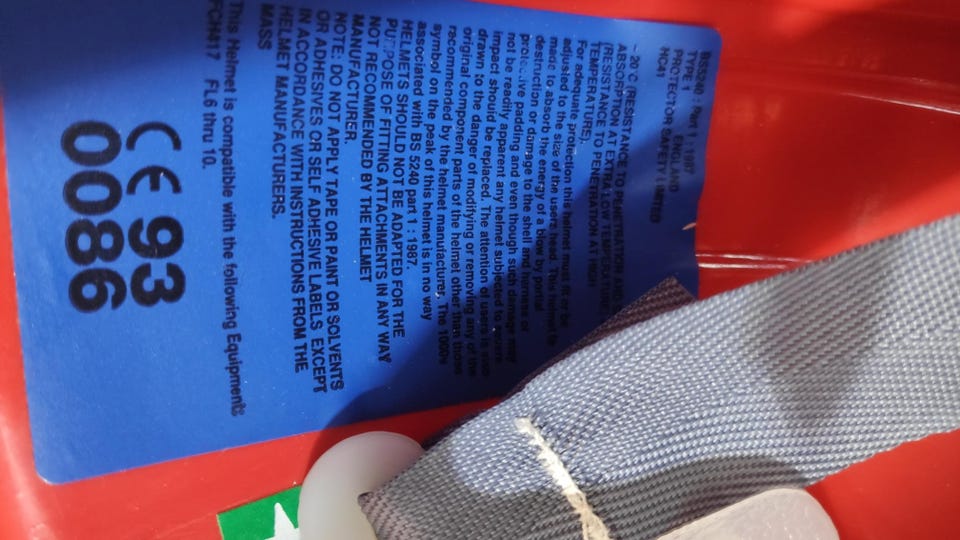 BS5240 : Part 1 : 1987
TYPE 1 ENGLAND
PROTECTOR SAFETY LIMITED
HC41
– 20°C (RESISTANCE TO PENETRATION AND
ABSORPTION AT EXTRA LOW TEMPERATURE)
(RESISTANCE TO PENETRATION AT HIGH
TEMPERATURE).
For adequate protection this helmet must fit or be
adjusted to the size of the users head. This helmet is
made to absorb the energy of a blow by partial
destruction or damage to the shell and harness or
protective padding and even though such damage may
not be readily apparent any helmet subjected to severe
impact should be replaced. The attention of users is also
drawn to the danger of modifying or removing any of the
original component parts of the helmet other than those
recommended by the helmet manufacturer. The 1000v
symbol on the peak of this helmet is in no way
associated with BS 5240 part 1 : 1987.
HELMETS SHOULD NOT BE ADAPTED FOR THE
PURPOSE OF FITTING ATTACHMENTS IN ANY WAY
NOT RECOMMENDED BY THE HELMET
MANUFACTURER.
NOTE: DO NOT APPLY TAPE OR PAINT OR SOLVENTS
OR ADHESIVES OR SELF ADHESIVE LABELS EXCEPT
IN ACCORDANCE WITH INSTRUCTIONS FROM THE
HELMET MANUFACTURERS.
MASS
This Helmet is compatible with the following Equipment:
FCH417 FL6 thru 10.
CE 93
0086